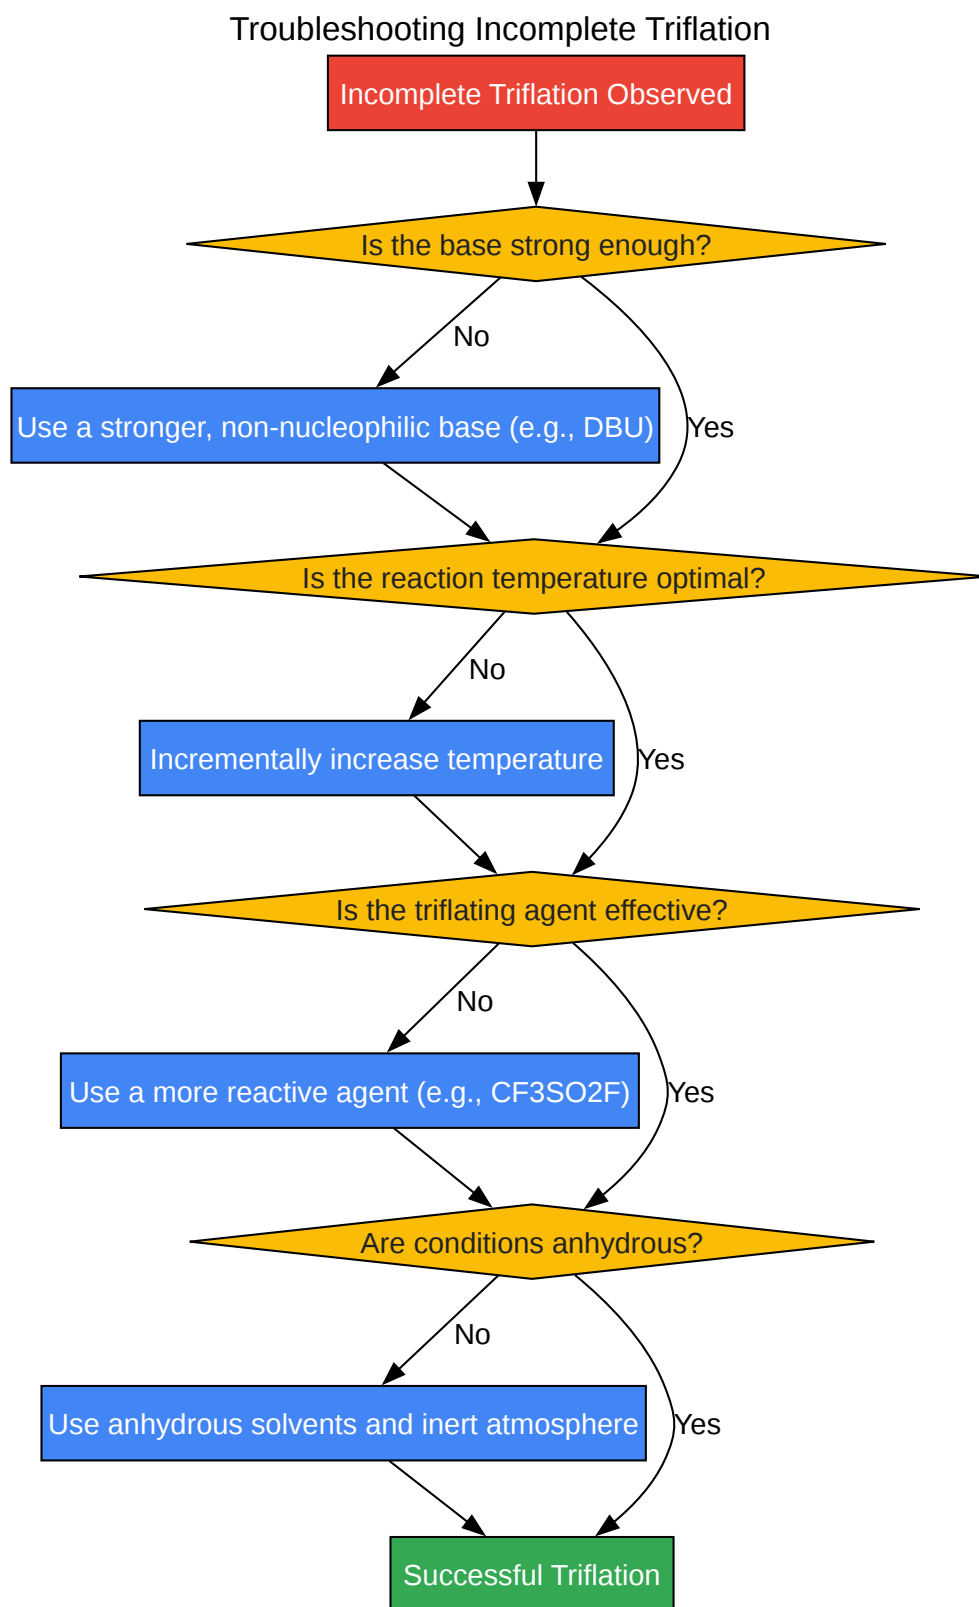 Troubleshooting Incomplete Triflation
Incomplete Triflation Observed
Is the base strong enough?
No
Use a stronger, non-nucleophilic base (e.g., DBU)
Yes
Is the reaction temperature optimal?
No
Incrementally increase temperature
Yes
Is the triflating agent effective?
No
Use a more reactive agent (e.g., CF3SO2F)
Yes
Are conditions anhydrous?
No
Use anhydrous solvents and inert atmosphere
Yes
Successful Triflation